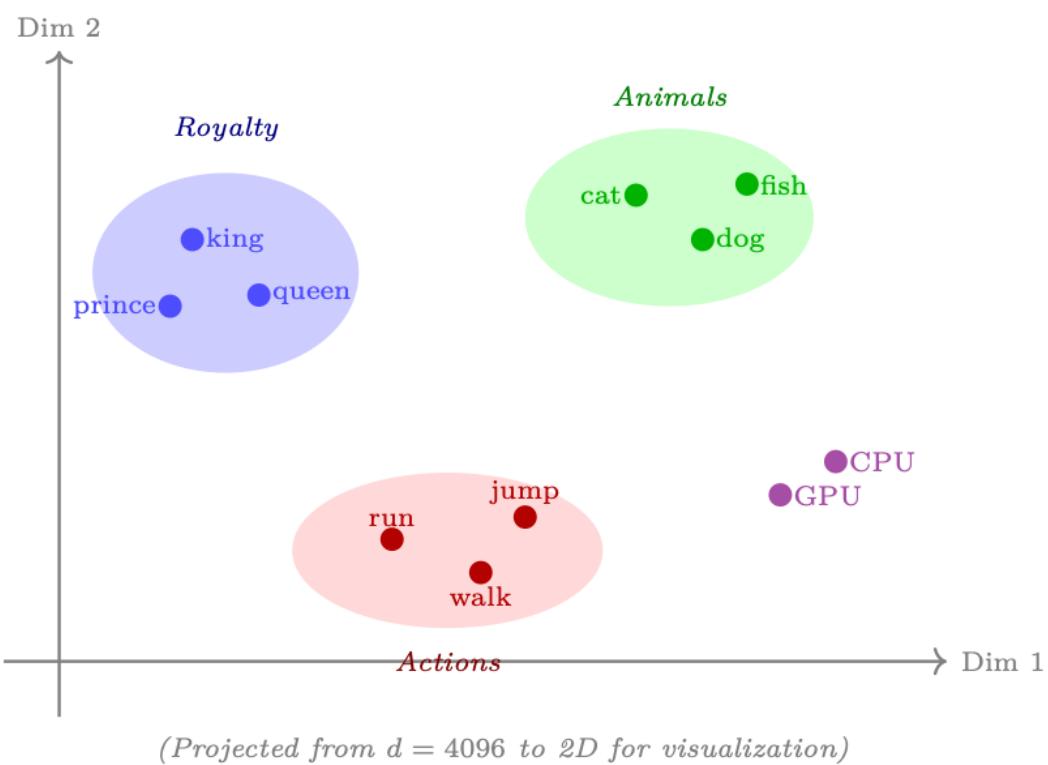 Dim 2
Animals
Royalty
cat
fish
king
dog
prince
queen
CPU
GPU
jump
run
walk
Actions
Dim 1
(Projected from d = 4096 to 2D for visualization)